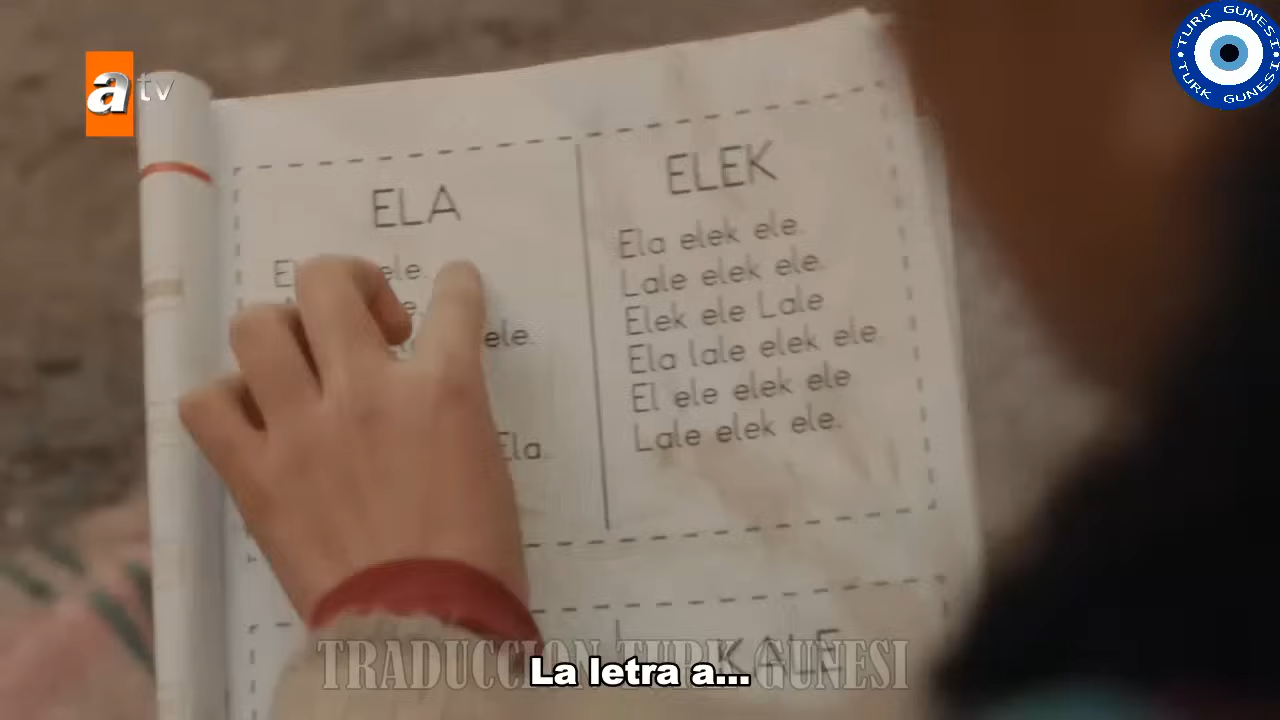 atv
TURK GUNESI
TURK GUNESI
ELA
ele.
ele.
Ela.
ELEK
Ela elek ele.
Lale elek ele.
Elek ele Lale
Ela lale elek ele
El ele elek ele
Lale elek ele.
KALE
TRADUCCION TURK GUNESI
La letra a...